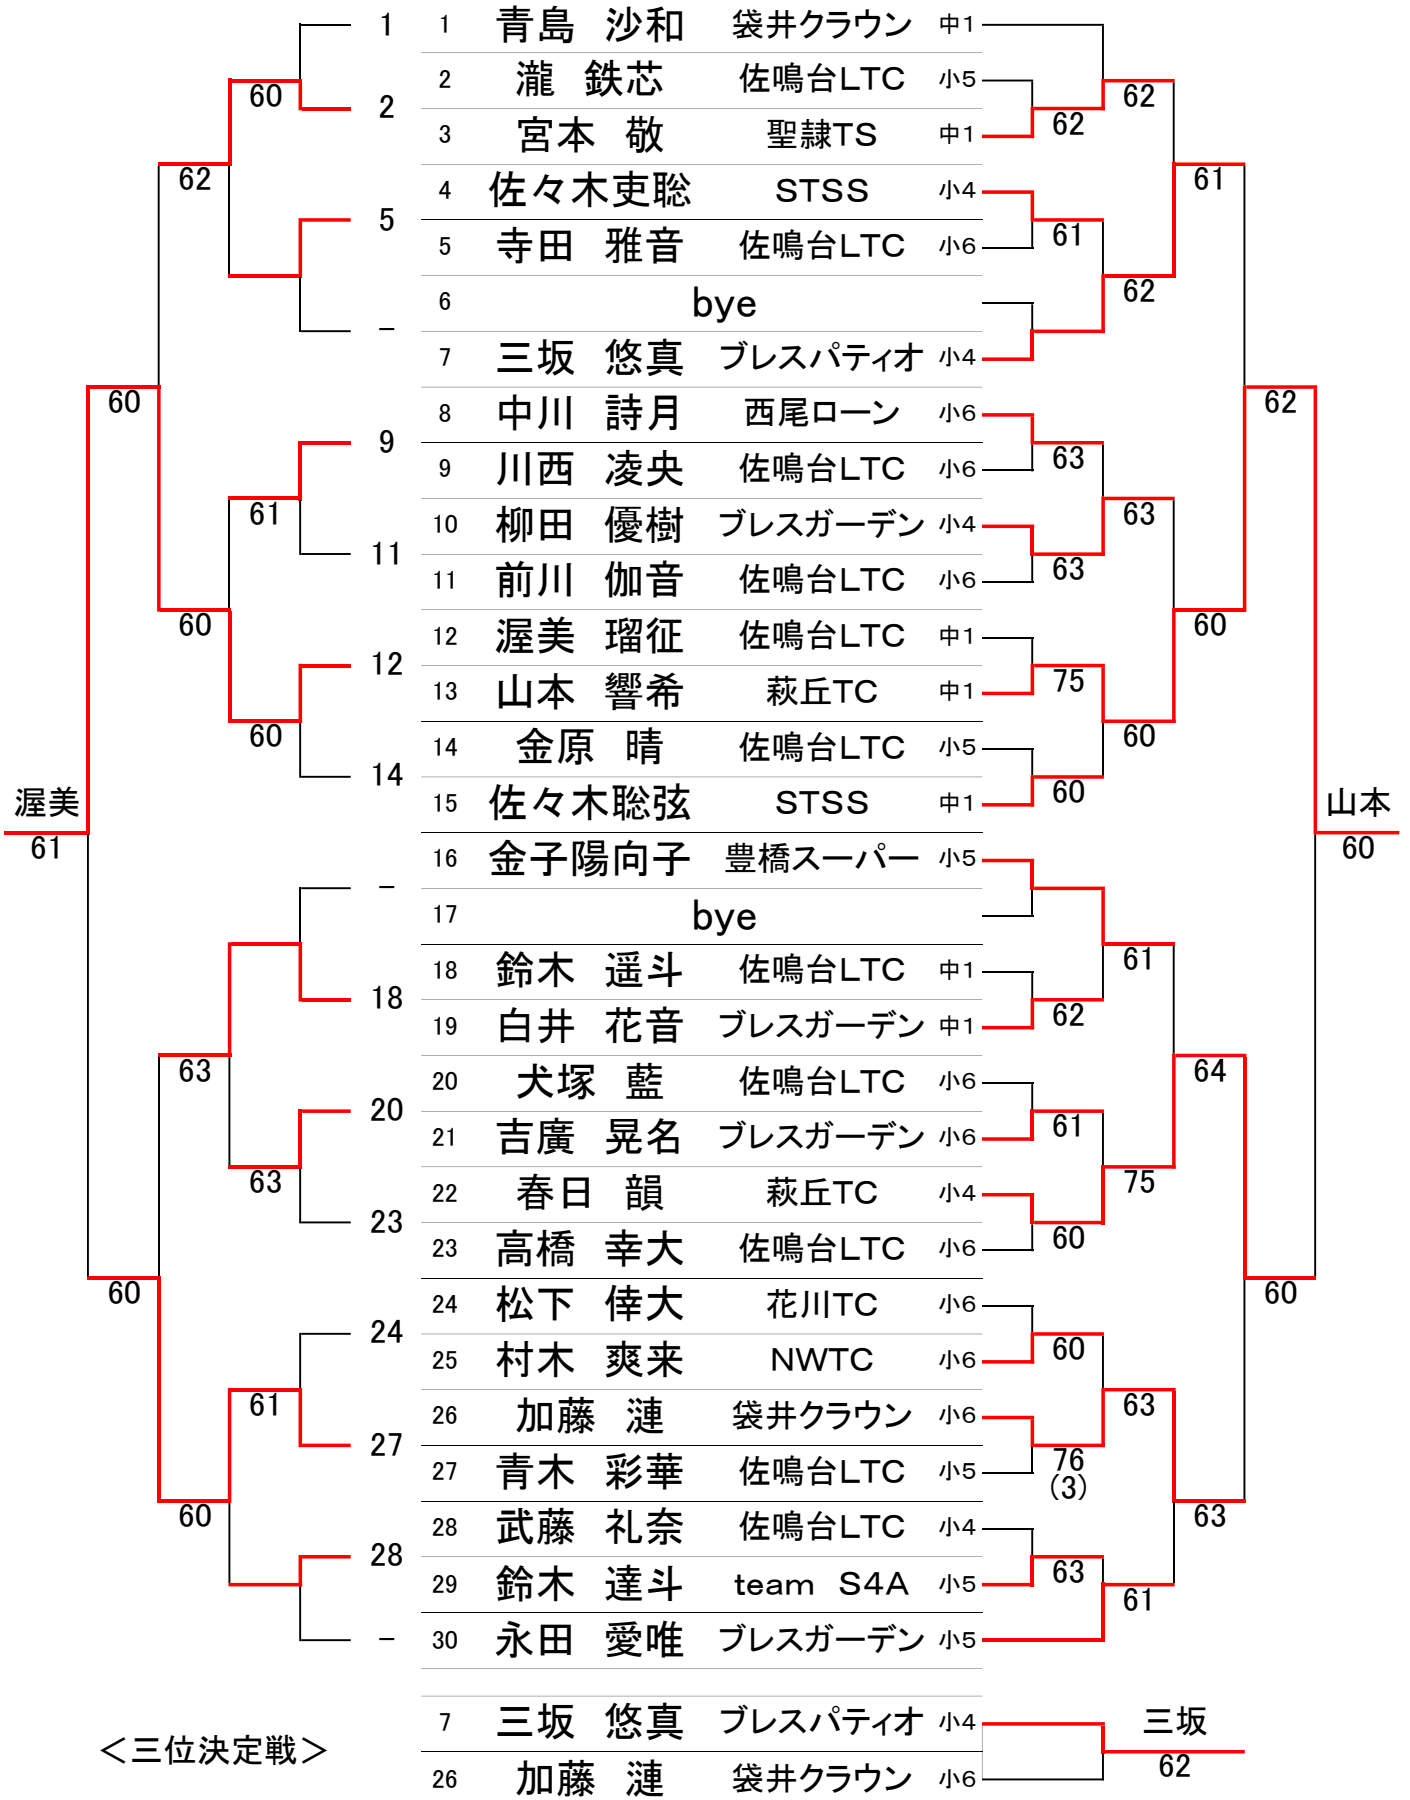 1 1 青島 沙和 袋井クラウン 中1
2 瀧 鉄芯 佐鳴台LTC 小5
60 2 62 62
3 宮本 敬 聖隷TS 中1
62 4 佐々木吏聡 STSS 小4 61
5 61
5 寺田 雅音 佐鳴台LTC 小6
6 bye 62
-
7 三坂 悠真 ブレスパティオ 小4
60 8 中川 詩月 西尾ローン 小6 62
9 63
9 川西 凌央 佐鳴台LTC 小6
61 10 柳田 優樹 ブレスガーデン 小4 63
11 63
11 前川 伽音 佐鳴台LTC 小6
60 12 渥美 瑠征 佐鳴台LTC 中1 60
12 75
13 山本 響希 萩丘TC 中1
60 14 金原 晴 佐鳴台LTC 小5 60
14 60
渥美 15 佐々木聡弦 STSS 中1 山本
61 16 金子陽向子 豊橋スーパー 小5 60
-
17 bye
18 鈴木 遥斗 佐鳴台LTC 中1 61
18 62
19 白井 花音 ブレスガーデン 中1
63 20 犬塚 藍 佐鳴台LTC 小6 64
20 61
21 吉廣 晃名 ブレスガーデン 小6
63 22 春日 韻 萩丘TC 小4 75
23 60
23 高橋 幸大 佐鳴台LTC 小6
60 24 松下 倖大 花川TC 小6 60
24 60
25 村木 爽来 NWTC 小6
61 26 加藤 漣 袋井クラウン 小6 63
27 76
(3)
27 青木 彩華 佐鳴台LTC 小5
60 28 武藤 礼奈 佐鳴台LTC 小4 63
28 63
29 鈴木 達斗 team S4A 小5 61
- 30 永田 愛唯 ブレスガーデン 小5
7 三坂 悠真 ブレスパティオ 小4 三坂
<三位決定戦> 62
26 加藤 漣 袋井クラウン 小6